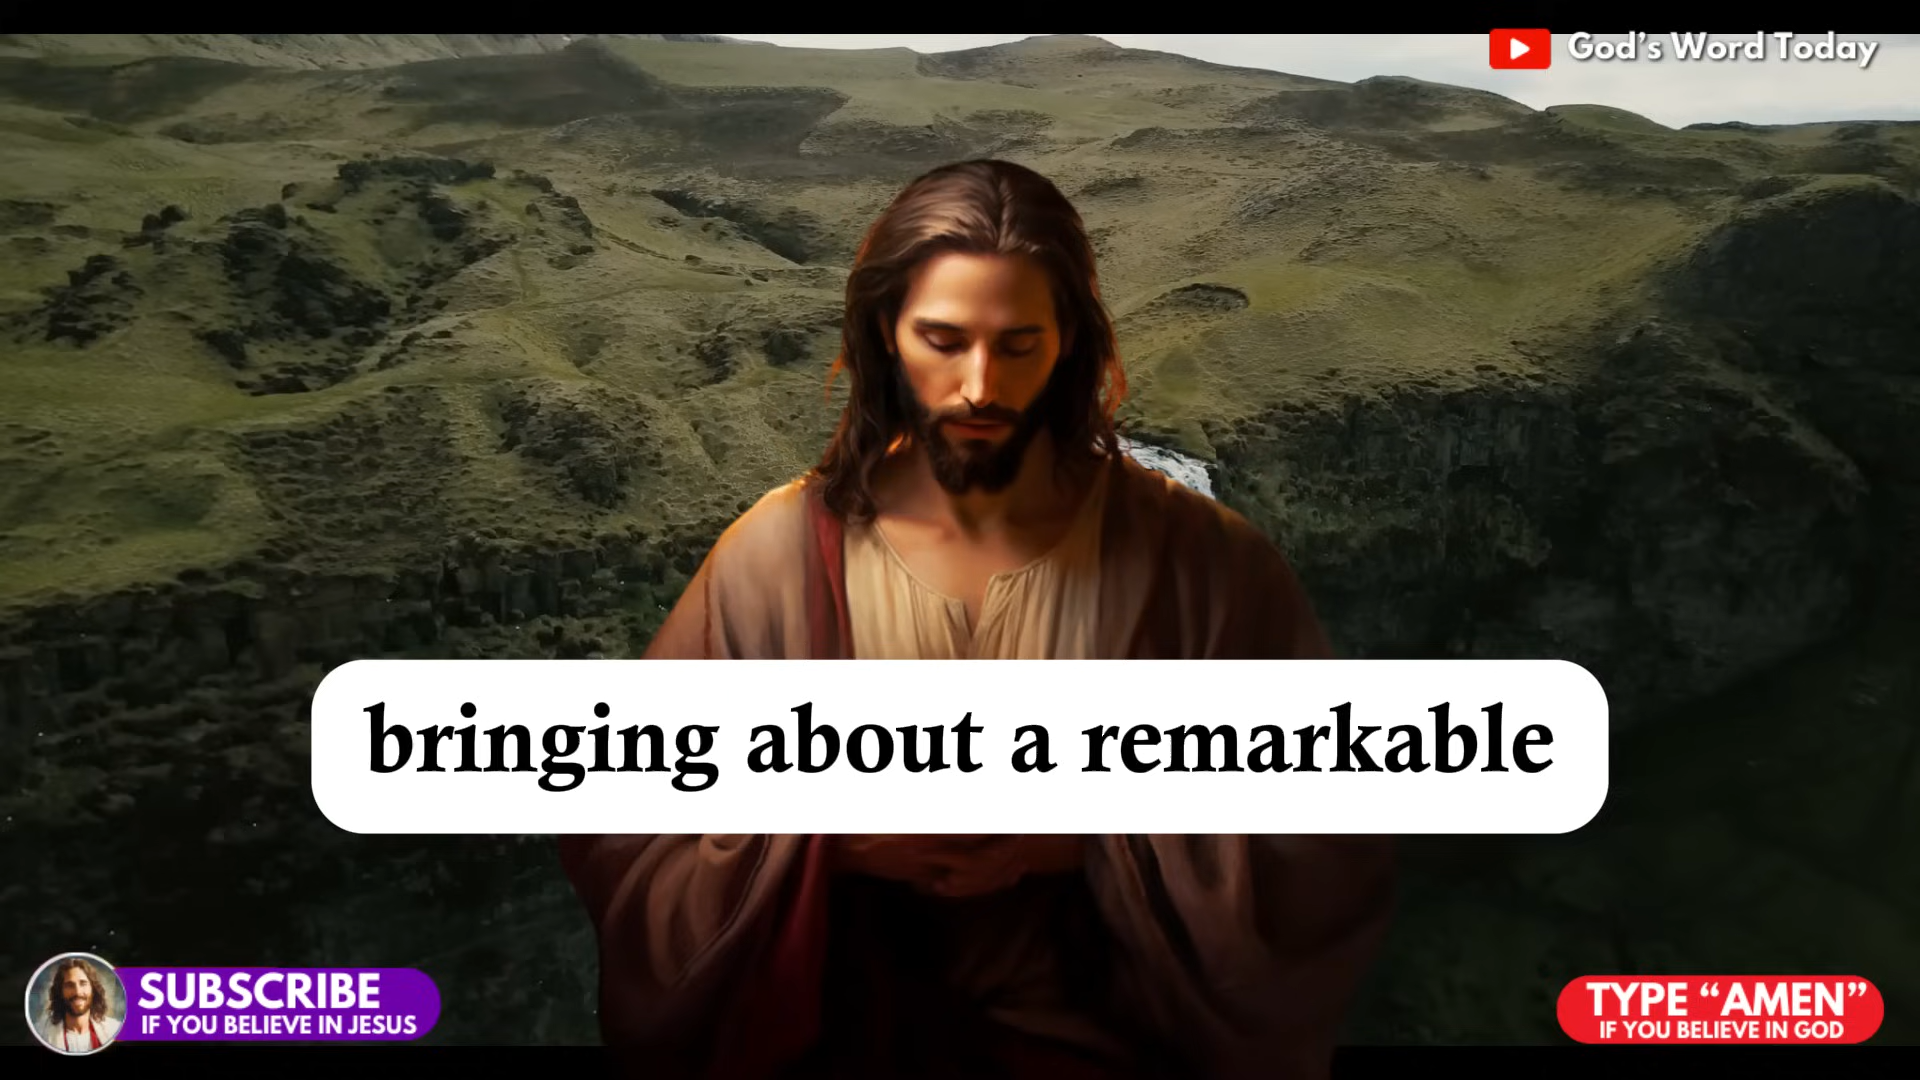 God's Word Today
bringing about a remarkable
SUBSCRIBE
IF YOU BELIEVE IN JESUS
TYPE “AMEN”
IF YOU BELIEVE IN GOD